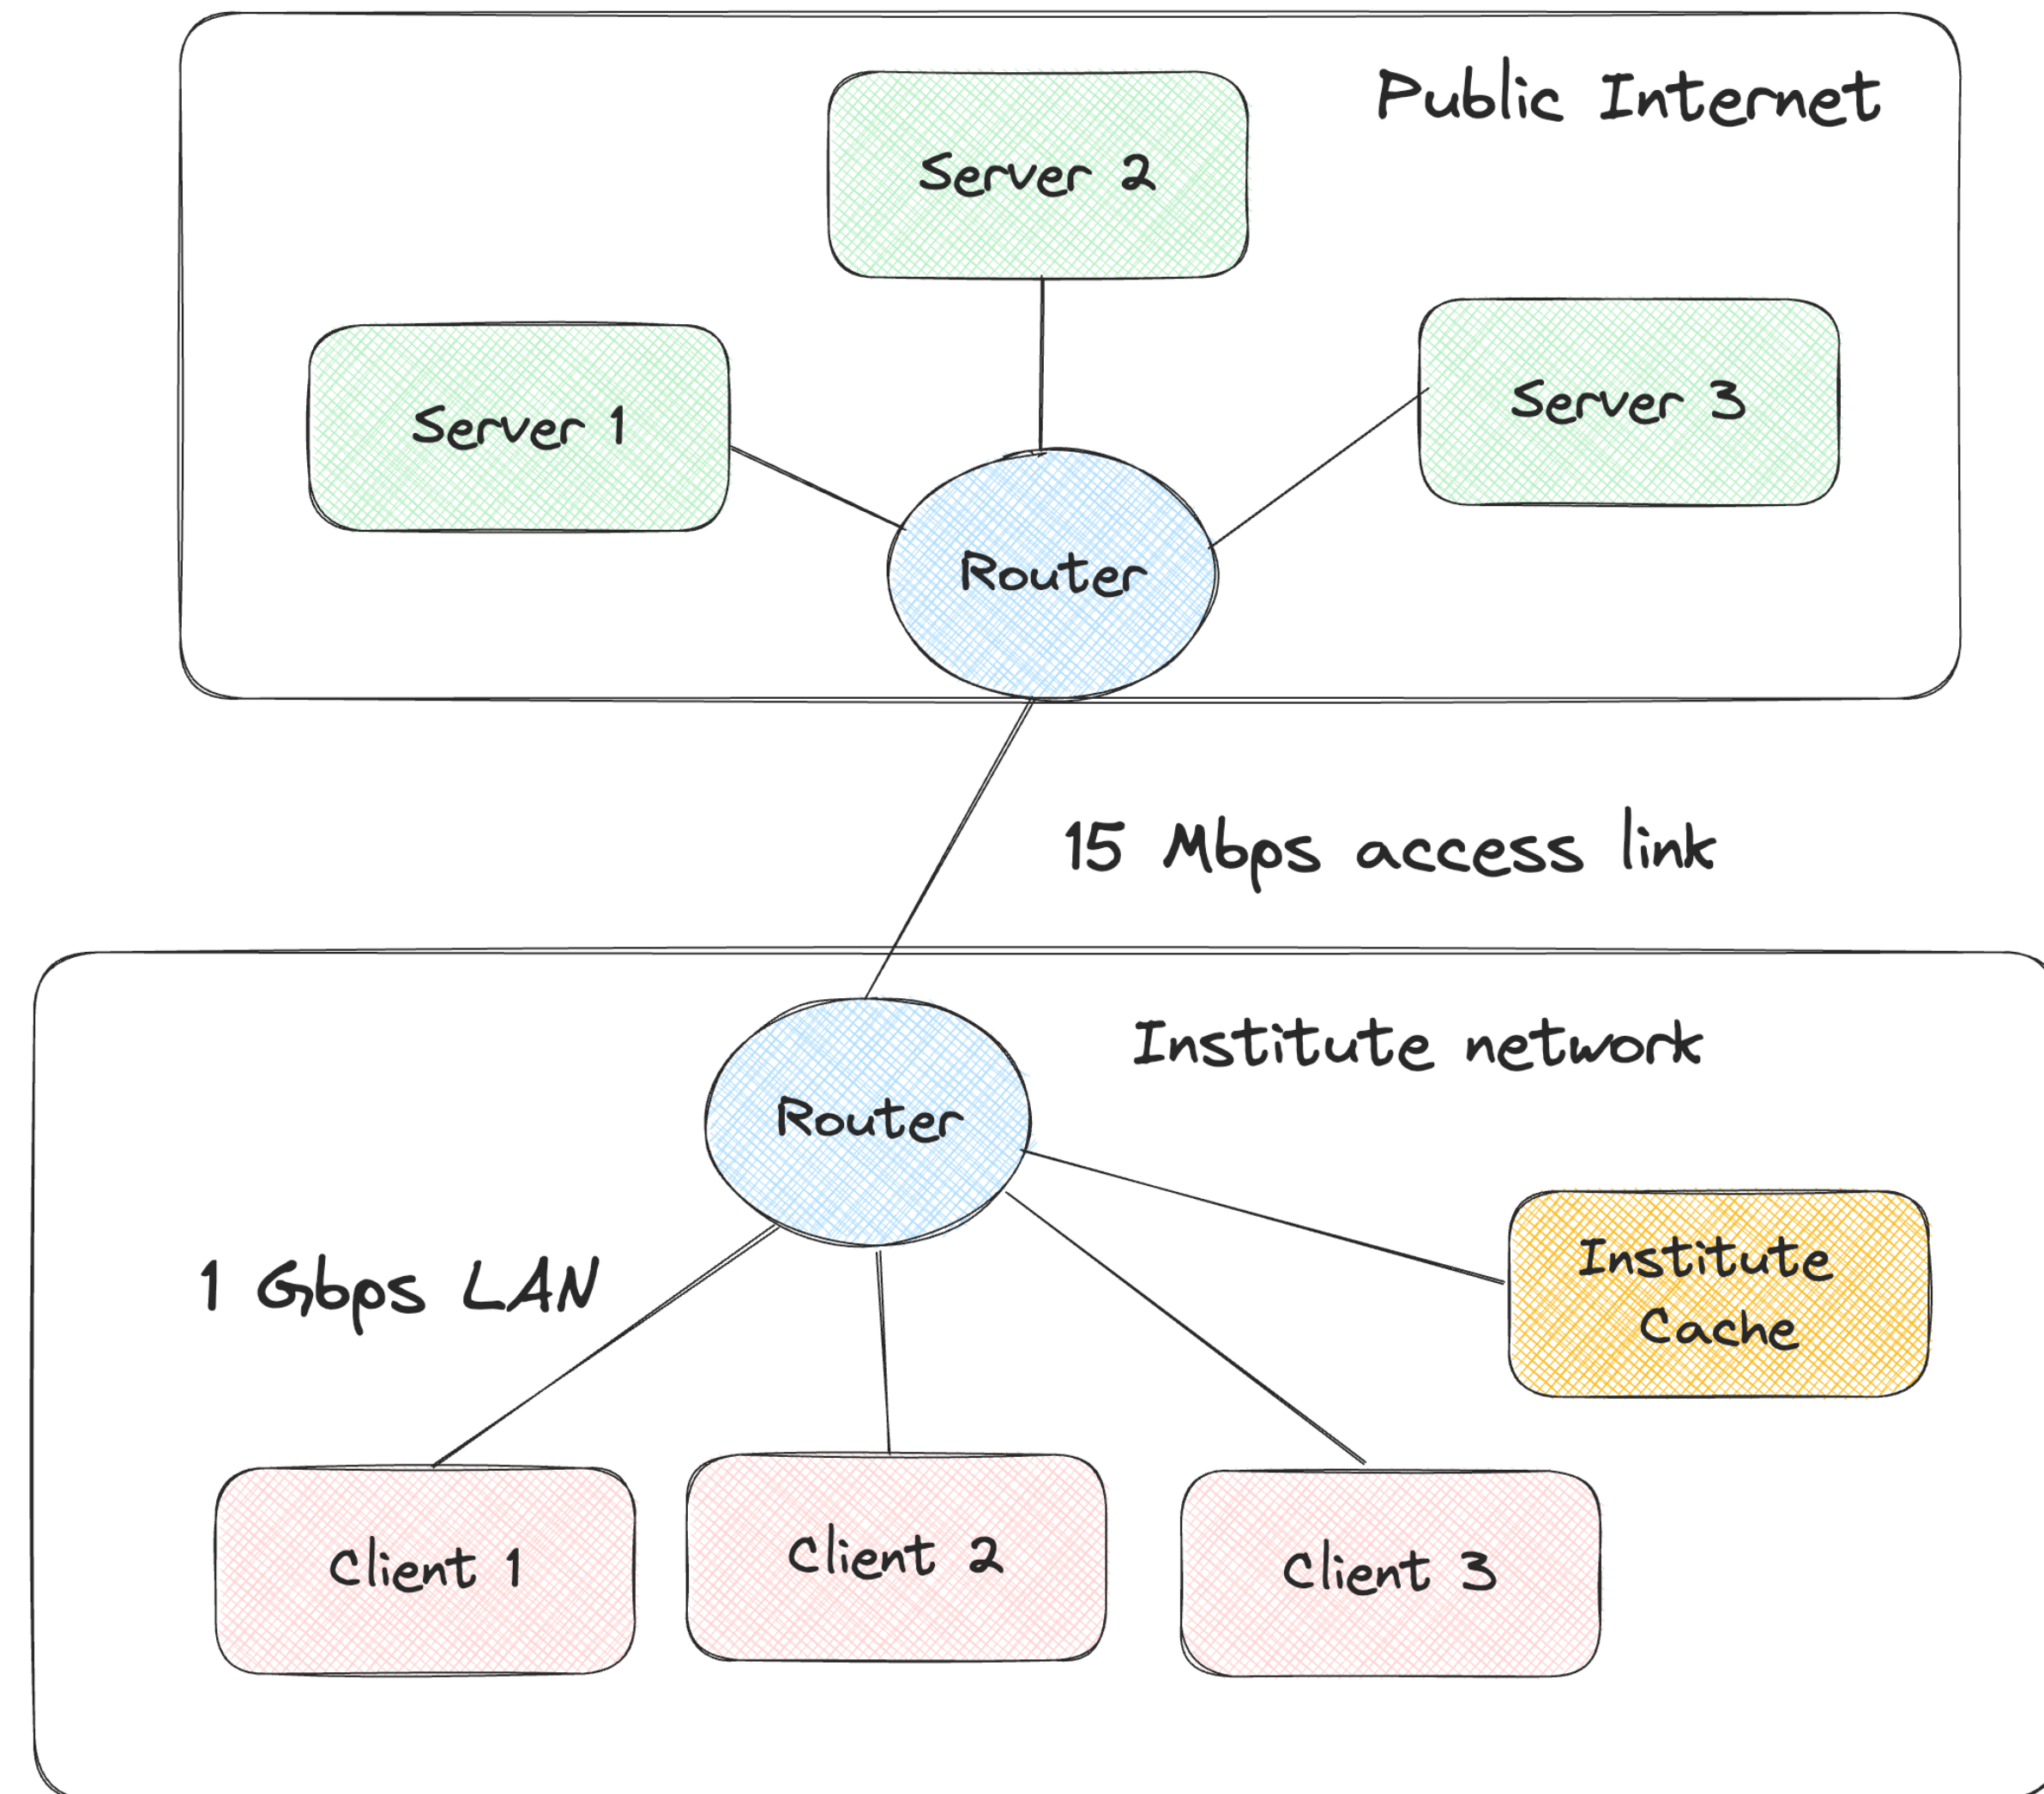 Public Internet
Server 2
Server 1
Server 3
Router
15 Mbps access link
Institute network
Router
1 Gbps LAN
Institute
Cache
Client 1
Client 2
Client 3